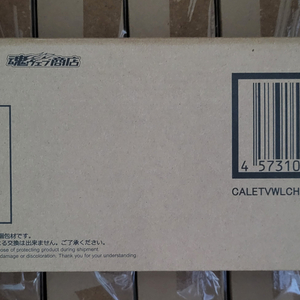 魂ウェブ商店
4 57310
CALETVWLCH
梱包材です。
る交換は出来ません。ご了承ください。
ose of protecting product during shipment.
damage or discoloration. Thank you for your understanding.